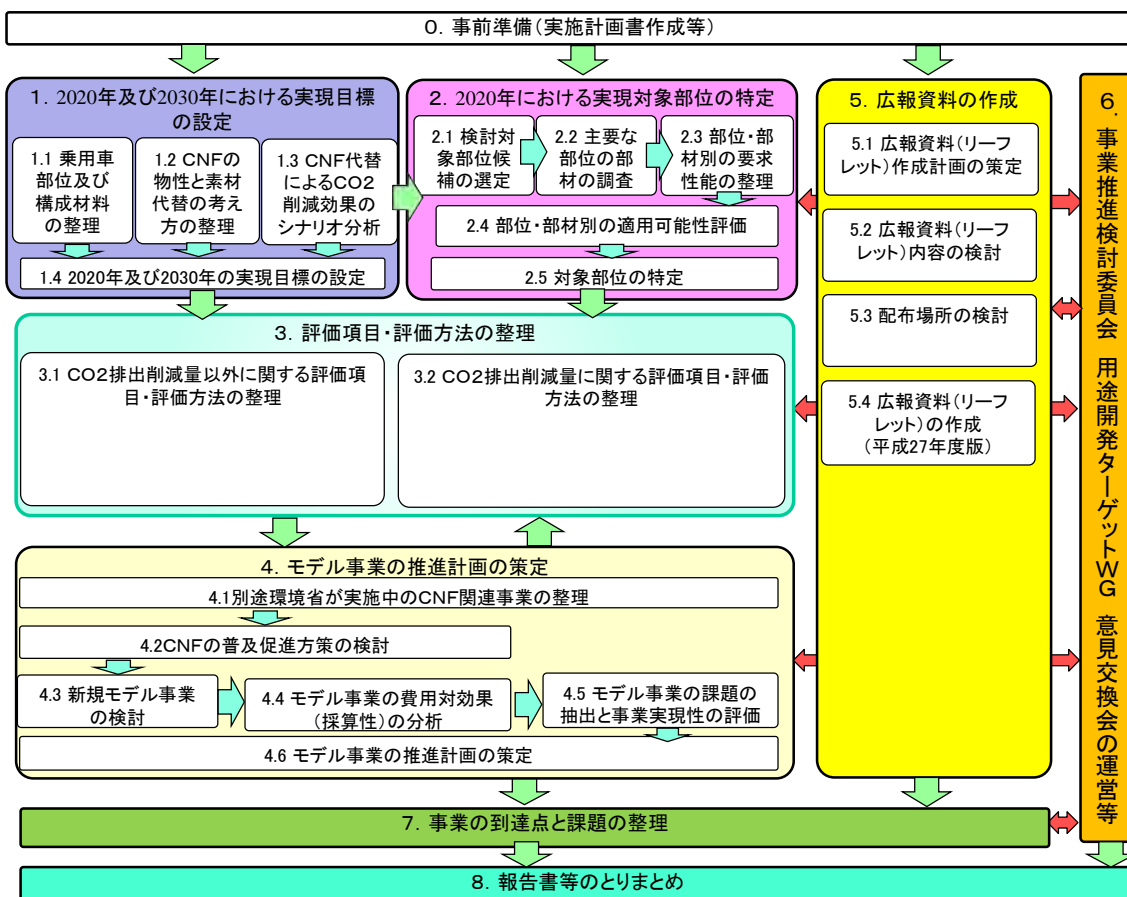 ０．事前準備（実施計画書作成等）
１．2020年及び2030年における実現目標
の設定
1.1 乗用車
部位及び
構成材料
の整理
1.2 CNFの
物性と素材
代替の考え
方の整理
1.3 CNF代替
によるCO2
削減効果の
シナリオ分析
1.4 2020年及び2030年の実現目標の設定
２．2020年における実現対象部位の特定
2.1 検討対
象部位候
補の選定
2.2 主要な
部位の部
材の調査
2.3 部位・部
材別の要求
性能の整理
2.4 部位・部材別の適用可能性評価
2.5 対象部位の特定
３．評価項目・評価方法の整理
3.1 CO2排出削減量以外に関する評価項
目・評価方法の整理
3.2 CO2排出削減量に関する評価項目・評価
方法の整理
４．モデル事業の推進計画の策定
4.1別途環境省が実施中のCNF関連事業の整理
4.2CNFの普及促進方策の検討
4.3 新規モデル事業
の検討
4.4 モデル事業の費用対効果
（採算性）の分析
4.5 モデル事業の課題の
抽出と事業実現性の評価
4.6 モデル事業の推進計画の策定
５．広報資料の作成
5.1 広報資料（リーフ
レット）作成計画の策定
5.2 広報資料（リーフ
レット）内容の検討
5.3 配布場所の検討
5.4 広報資料（リーフ
レット）の作成
（平成27年度版）
６．事業推進検討委員会　用途開発ターゲットＷＧ　意見交換会の運営等
７．事業の到達点と課題の整理
８．報告書等のとりまとめ